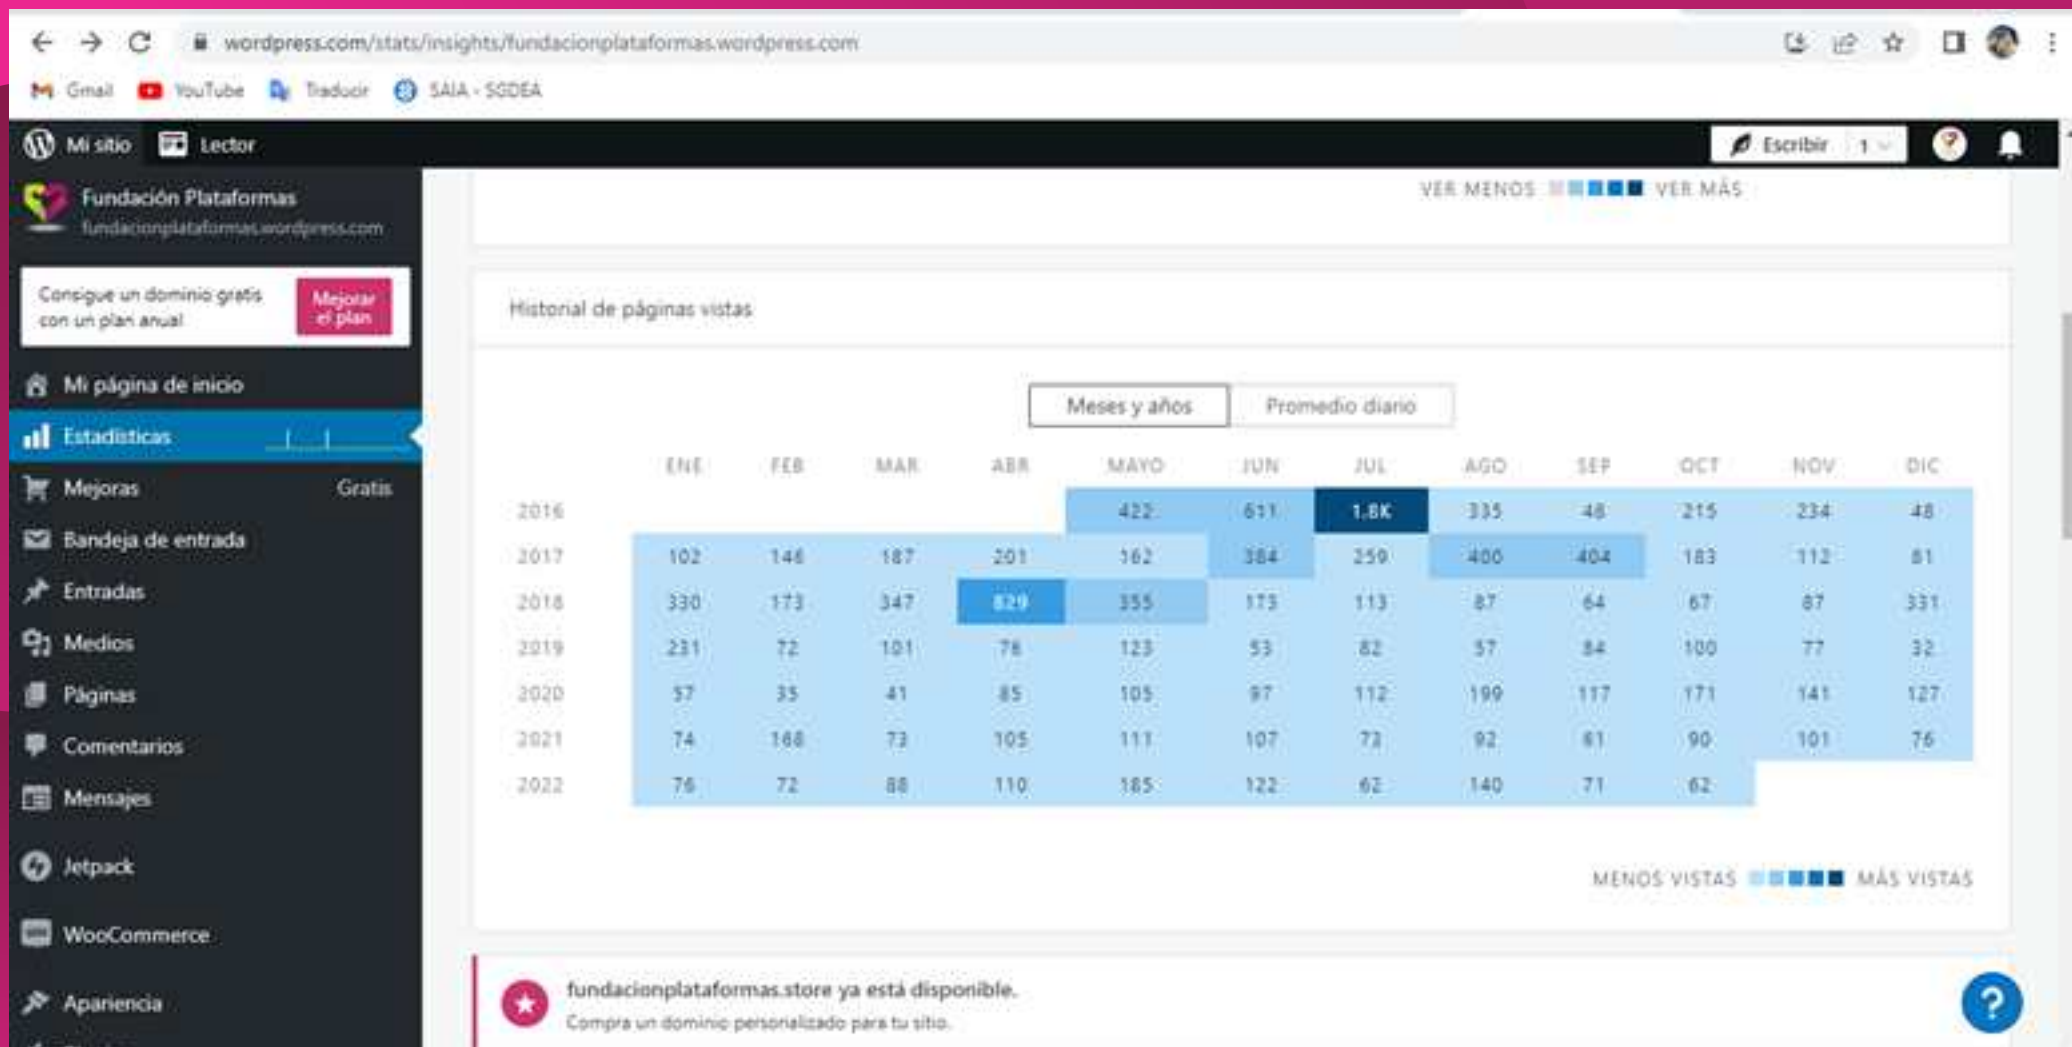 wordpress.com/stats/insights/fundacionplataformas.wordpress.com
Gmail YouTube Traducir SAIA - SGDEA
Mi sitio Lector Escribir 1
Fundación Plataformas
fundacionplataformas.wordpress.com
VER MENOS VER MÁS
Consigue un dominio gratis
con un plan anual
Mejorar
el plan
Historial de páginas vistas
Mi página de inicio
Estadísticas
Mejoras Gratis
Bandeja de entrada
Entradas
Medios
Páginas
Comentarios
Mensajes
Jetpack
WooCommerce
Apariencia
Meses y años Promedio diario
ENE FEB MAR ABR MAYO JUN JUL AGO SEP OCT NOV DIC
2016 422 611 1.8K 335 48 215 234 48
2017 102 146 187 201 162 384 259 400 404 183 112 81
2018 330 173 347 829 355 173 113 87 64 67 87 331
2019 231 72 101 76 123 53 82 57 84 100 77 32
2020 57 35 41 85 105 97 112 199 117 171 141 127
2021 74 168 73 105 111 107 73 92 61 90 101 76
2022 76 72 88 110 185 122 62 140 71 62
MENOS VISTAS MÁS VISTAS
fundacionplataformas.store ya está disponible.
Compra un dominio personalizado para tu sitio.